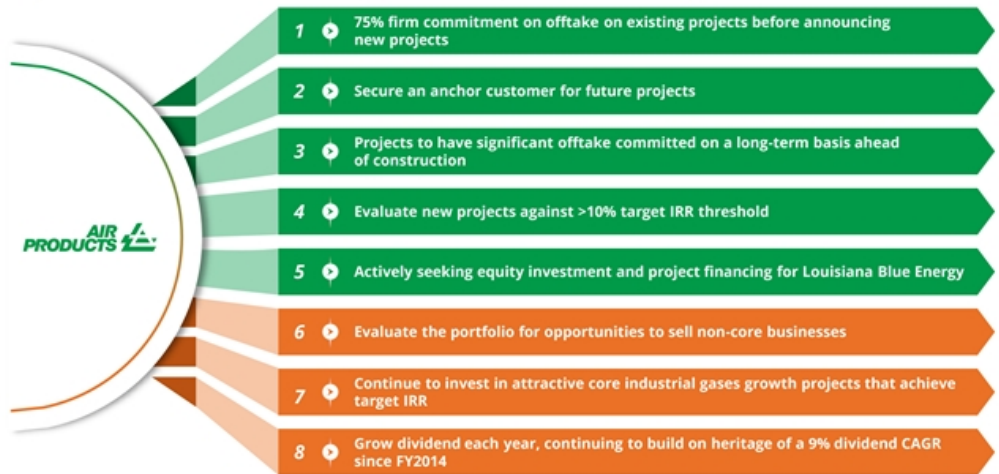 AIR
PRODUCTS
1 75% firm commitment on offtake on existing projects before announcing
new projects
2 Secure an anchor customer for future projects
3 Projects to have significant offtake committed on a long-term basis ahead
of construction
4 Evaluate new projects against >10% target IRR threshold
5 Actively seeking equity investment and project financing for Louisiana Blue Energy
6 Evaluate the portfolio for opportunities to sell non-core businesses
7 Continue to invest in attractive core industrial gases growth projects that achieve
target IRR
8 Grow dividend each year, continuing to build on heritage of a 9% dividend CAGR
since FY2014